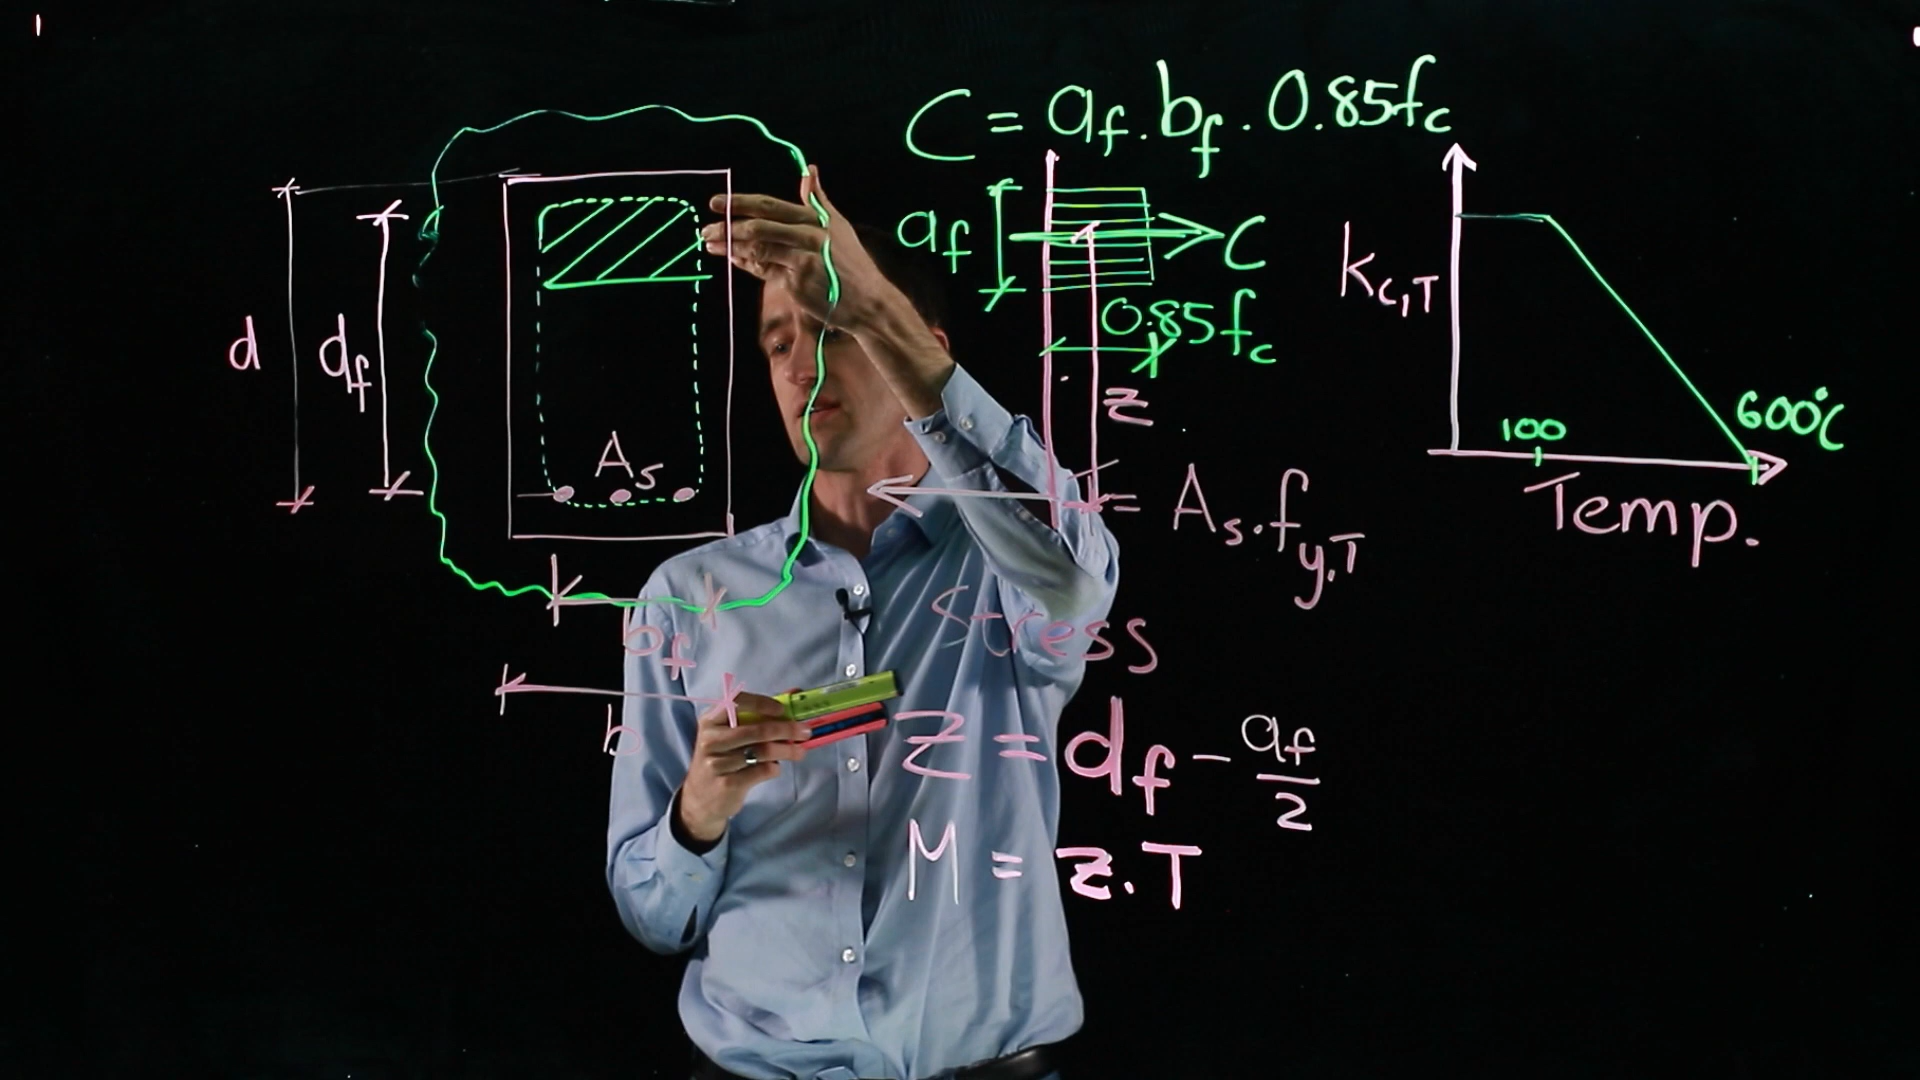 C = af . bf . 0.85fc
af
C
0.85fc
z
d
df
As
T = As . fy,T
bf
b
Stress
Z = df - af/2
M = z.T
kc,T
100
600°C
Temp.